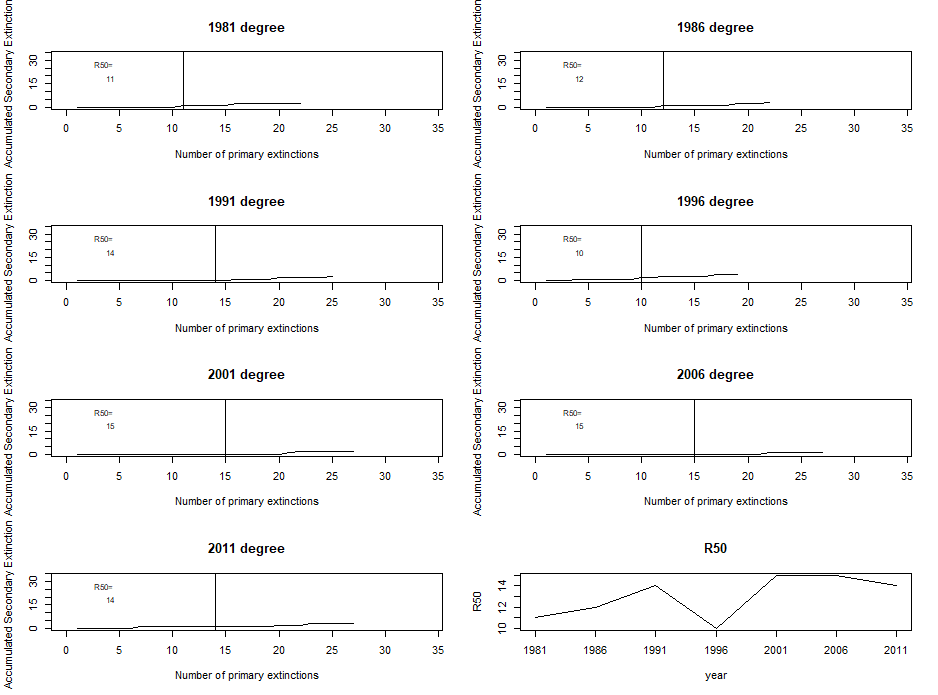 1981 degree
Accumulated Secondary Extinction
0 15 30
R50=
11
0 5 10 15 20 25 30 35
Number of primary extinctions
1986 degree
Accumulated Secondary Extinction
0 15 30
R50=
12
0 5 10 15 20 25 30 35
Number of primary extinctions
1991 degree
Accumulated Secondary Extinction
0 15 30
R50=
14
0 5 10 15 20 25 30 35
Number of primary extinctions
1996 degree
Accumulated Secondary Extinction
0 15 30
R50=
10
0 5 10 15 20 25 30 35
Number of primary extinctions
2001 degree
Accumulated Secondary Extinction
0 15 30
R50=
15
0 5 10 15 20 25 30 35
Number of primary extinctions
2006 degree
Accumulated Secondary Extinction
0 15 30
R50=
15
0 5 10 15 20 25 30 35
Number of primary extinctions
2011 degree
Accumulated Secondary Extinction
0 15 30
R50=
14
0 5 10 15 20 25 30 35
Number of primary extinctions
R50
R50
10 12 14
1981 1986 1991 1996 2001 2006 2011
year